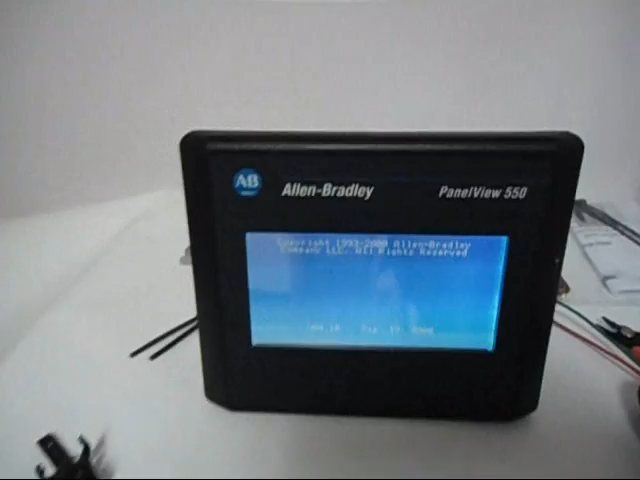 AB
Allen-Bradley
PanelView 550
Copyright 1993-2000 Allen-Bradley
Company LLC. All Rights Reserved